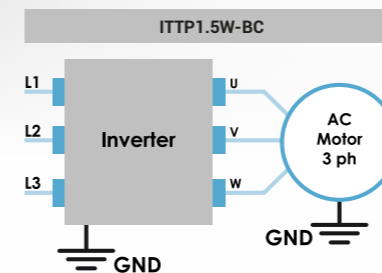 ITTP1.5W-BC
L1
U
L2
Inverter
V
AC
Motor
3 ph
L3
W
GND
GND